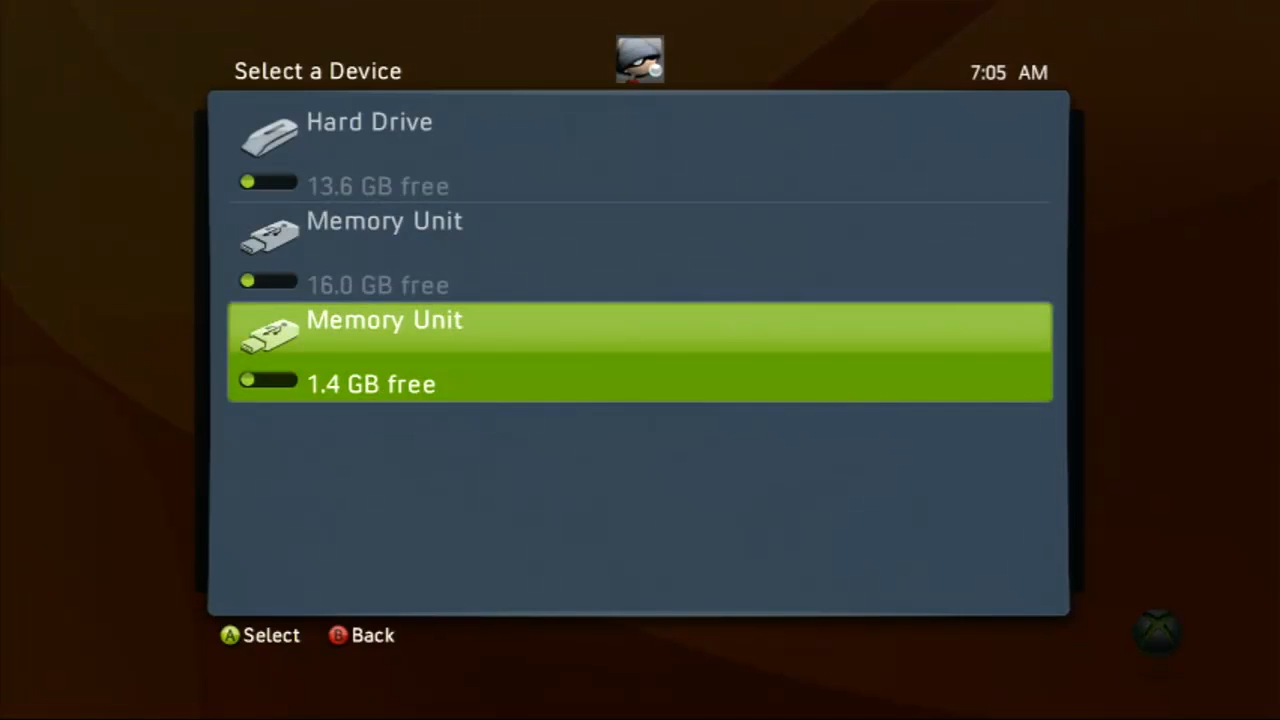 Select a Device
7:05 AM
Hard Drive
13.6 GB free
Memory Unit
16.0 GB free
Memory Unit
1.4 GB free
A Select B Back